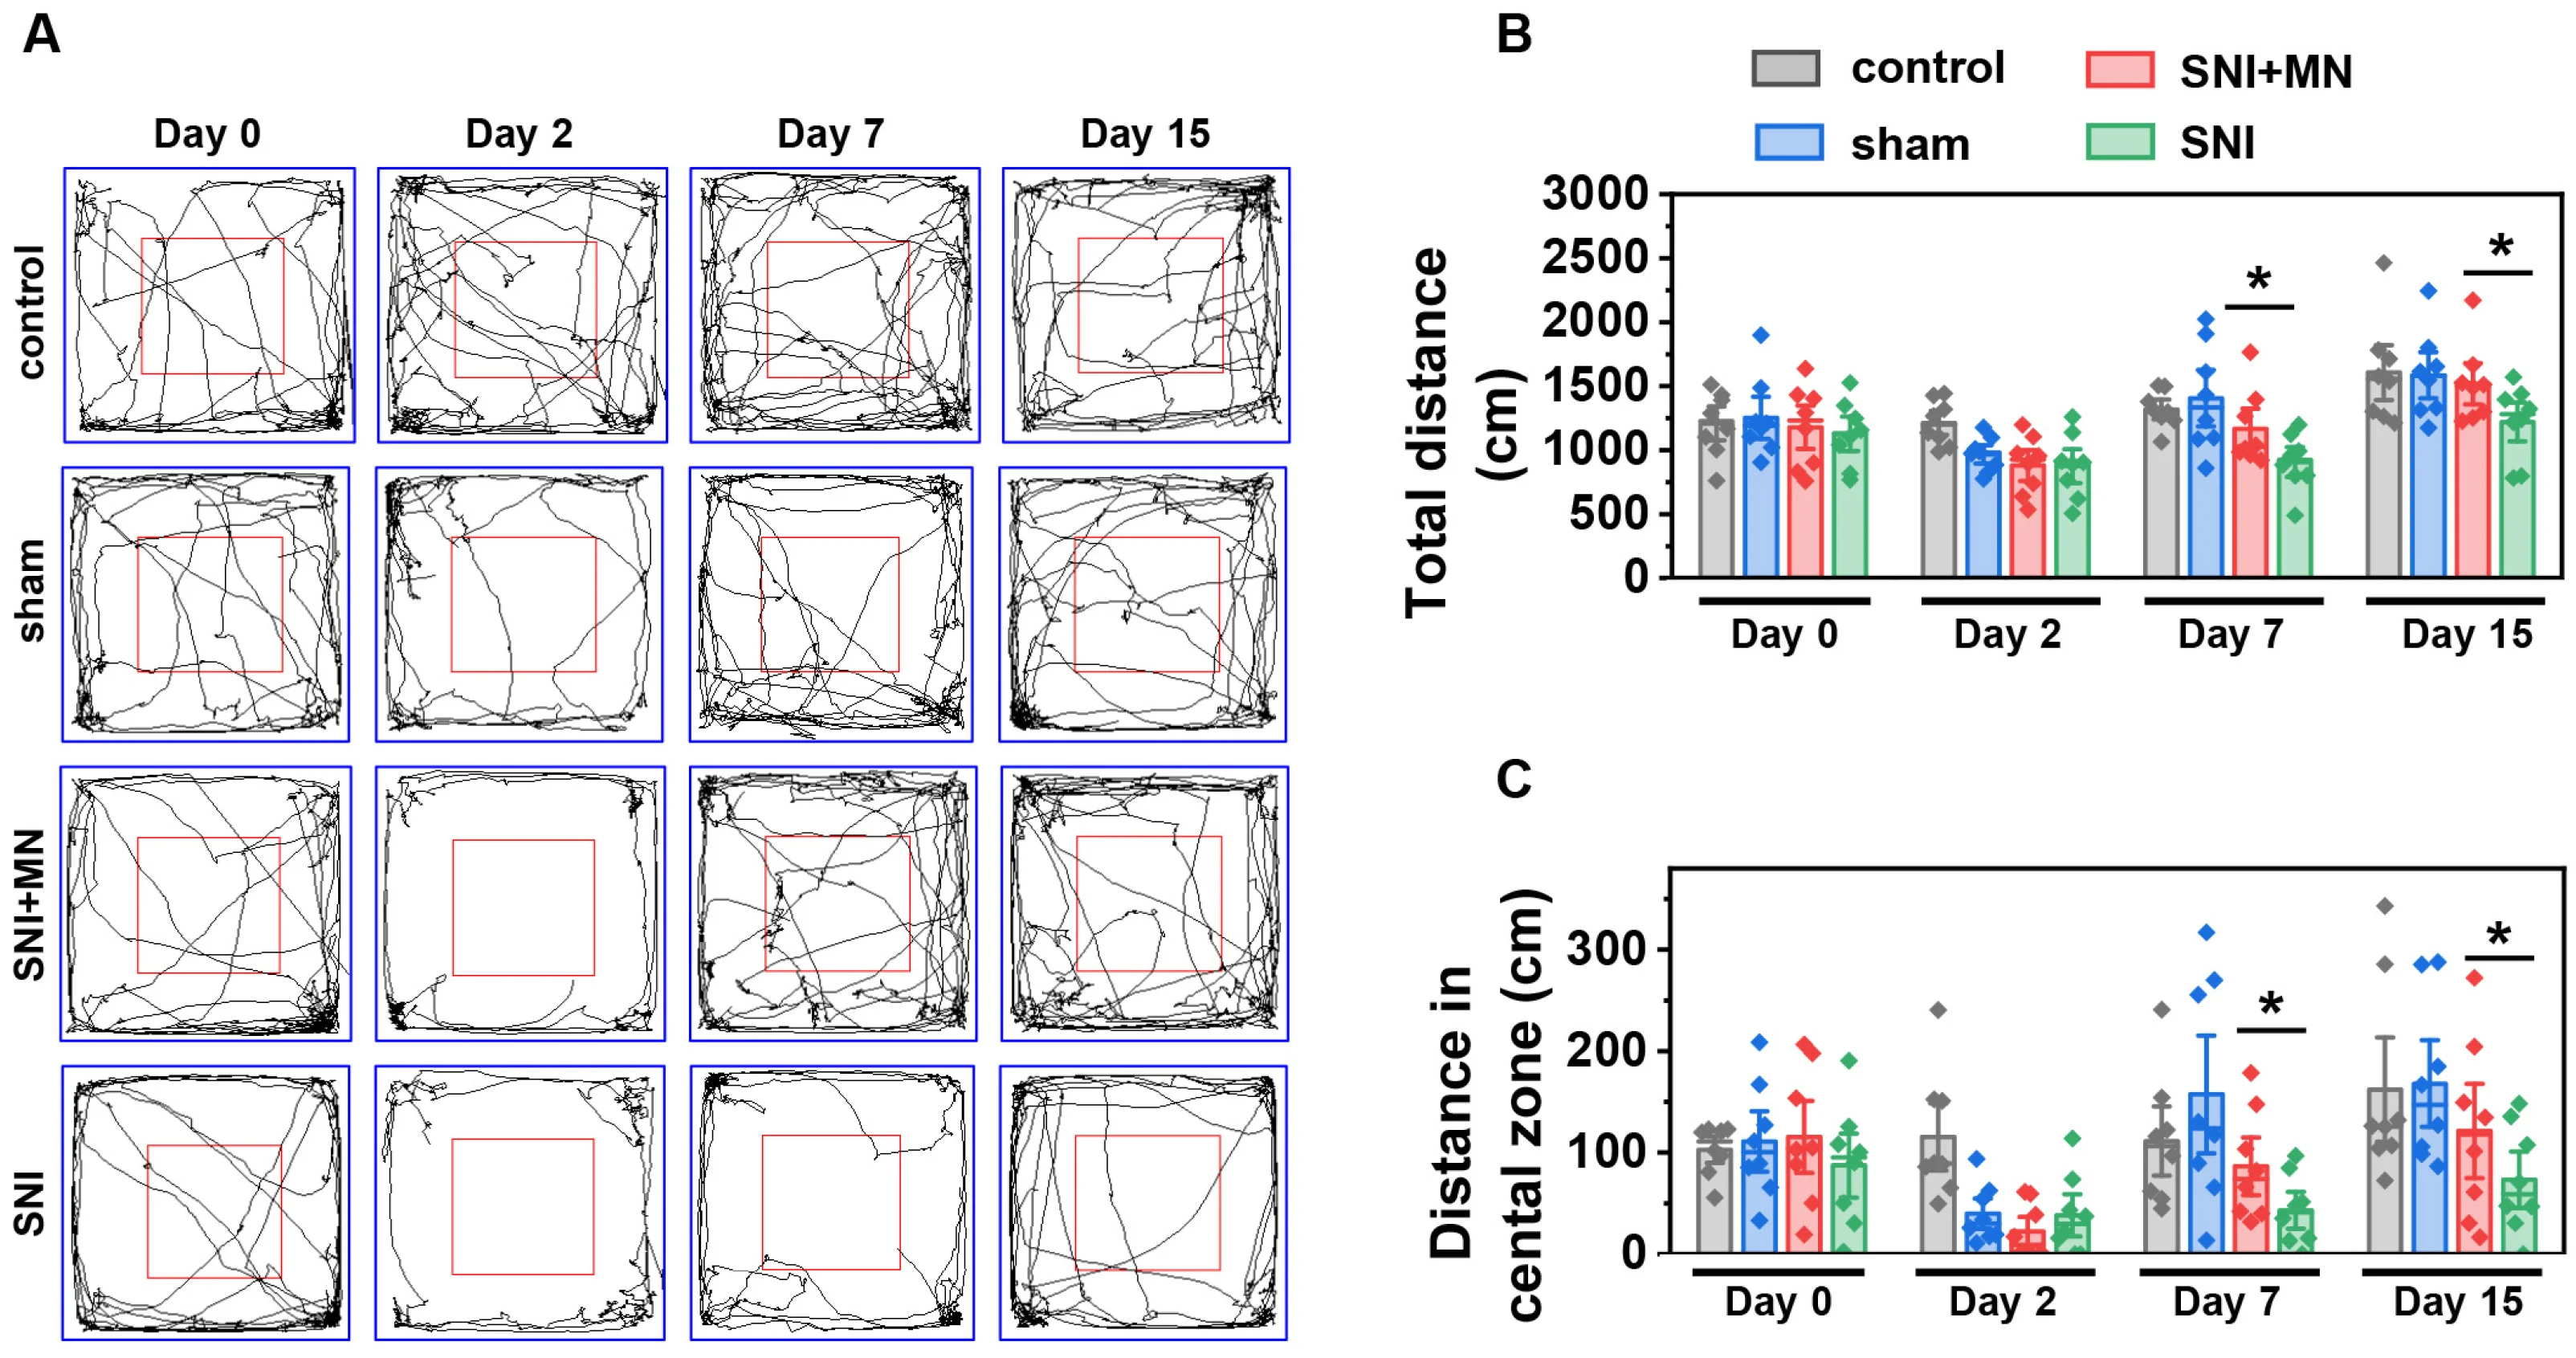 A
Day 0 Day 2 Day 7 Day 15
control
sham
SNI+MN
SNI
B
control SNI+MN
sham SNI
Total distance
(cm)
3000
2500
2000
1500
1000
500
0
* *
Day 0 Day 2 Day 7 Day 15
C
Distance in
cental zone (cm)
300
200
100
0
* *
Day 0 Day 2 Day 7 Day 15